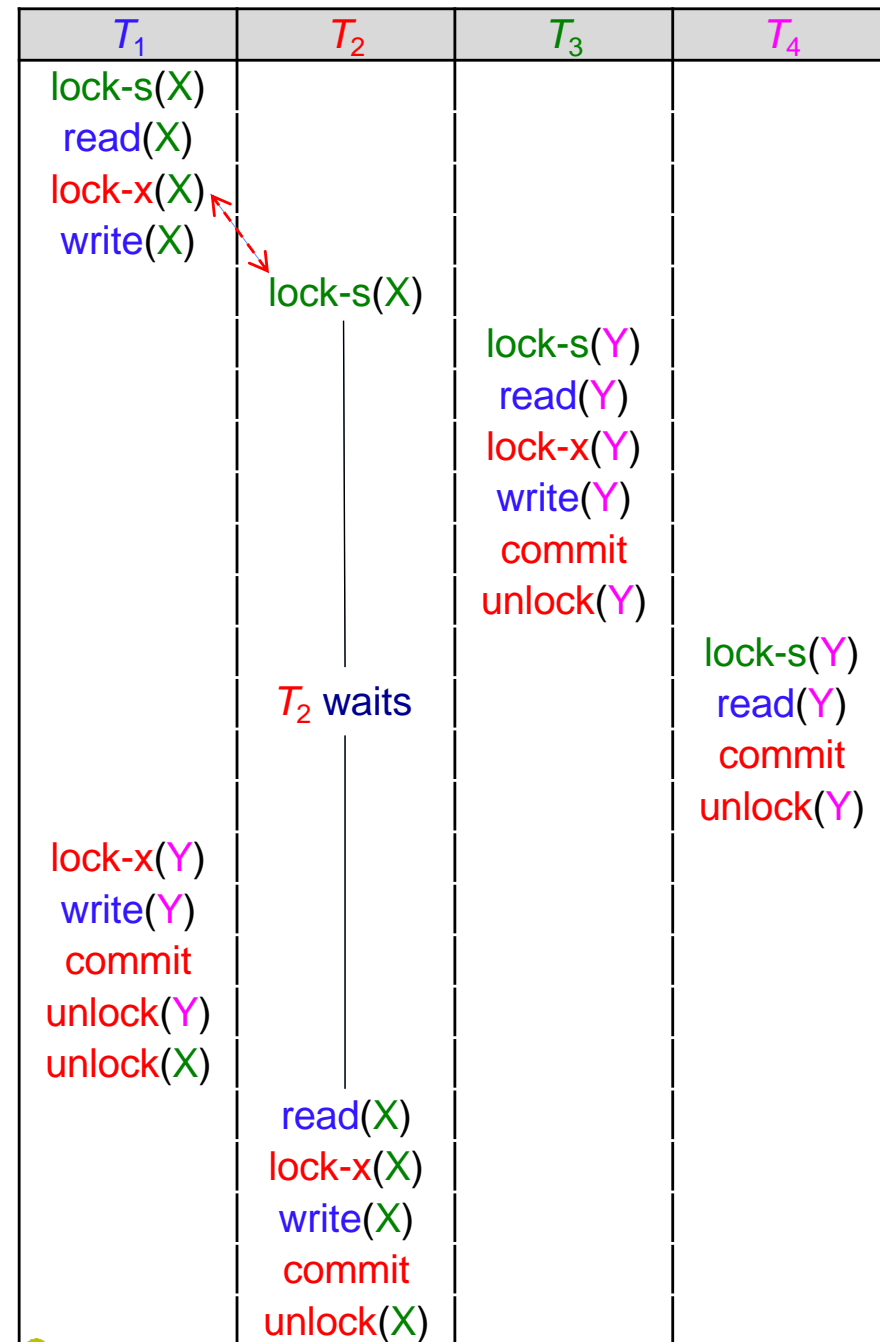 T₁ T₂ T₃ T₄
lock-s(X)
read(X)
lock-x(X)
write(X)
lock-s(X)
lock-s(Y)
read(Y)
lock-x(Y)
write(Y)
commit
unlock(Y)
lock-s(Y)
T₂ waits read(Y)
commit
unlock(Y)
lock-x(Y)
write(Y)
commit
unlock(Y)
unlock(X)
read(X)
lock-x(X)
write(X)
commit
unlock(X)